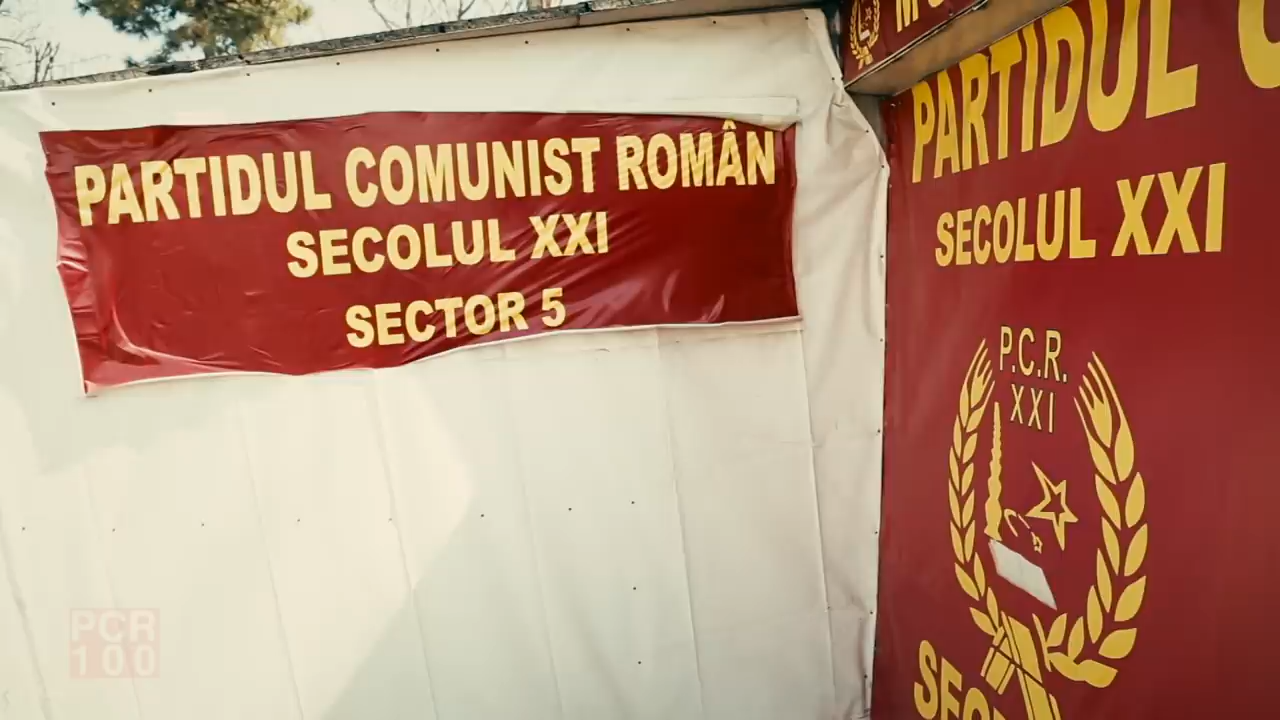 PARTIDUL COMUNIST ROMÂN
SECOLUL XXI
SECTOR 5
PARTIDUL
SECOLUL XXI
P.C.R.
XXI
PCR
100